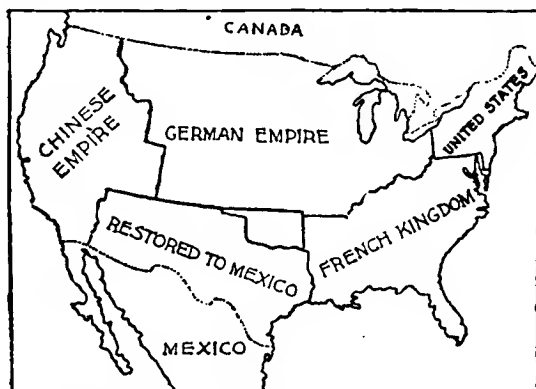 CANADA
CHINESE
EMPIRE
GERMAN EMPIRE
UNITED STATES
RESTORED TO MEXICO
FRENCH KINGDOM
MEXICO